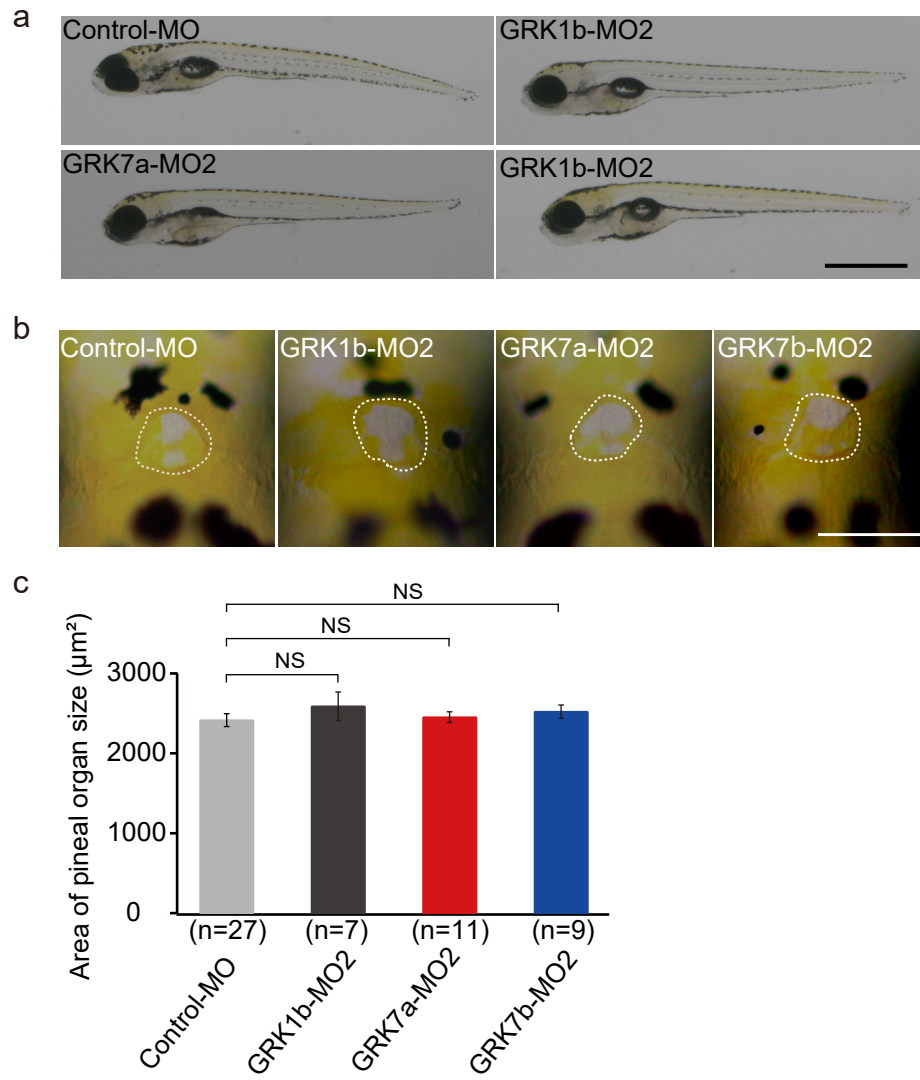 a
Control-MO
GRK1b-MO2
GRK7a-MO2
GRK1b-MO2
b
Control-MO
GRK1b-MO2
GRK7a-MO2
GRK7b-MO2
c
NS
NS
NS
Area of pineal organ size (μm²)
3000
2000
1000
0
(n=27)
(n=7)
(n=11)
(n=9)
Control-MO
GRK1b-MO2
GRK7a-MO2
GRK7b-MO2